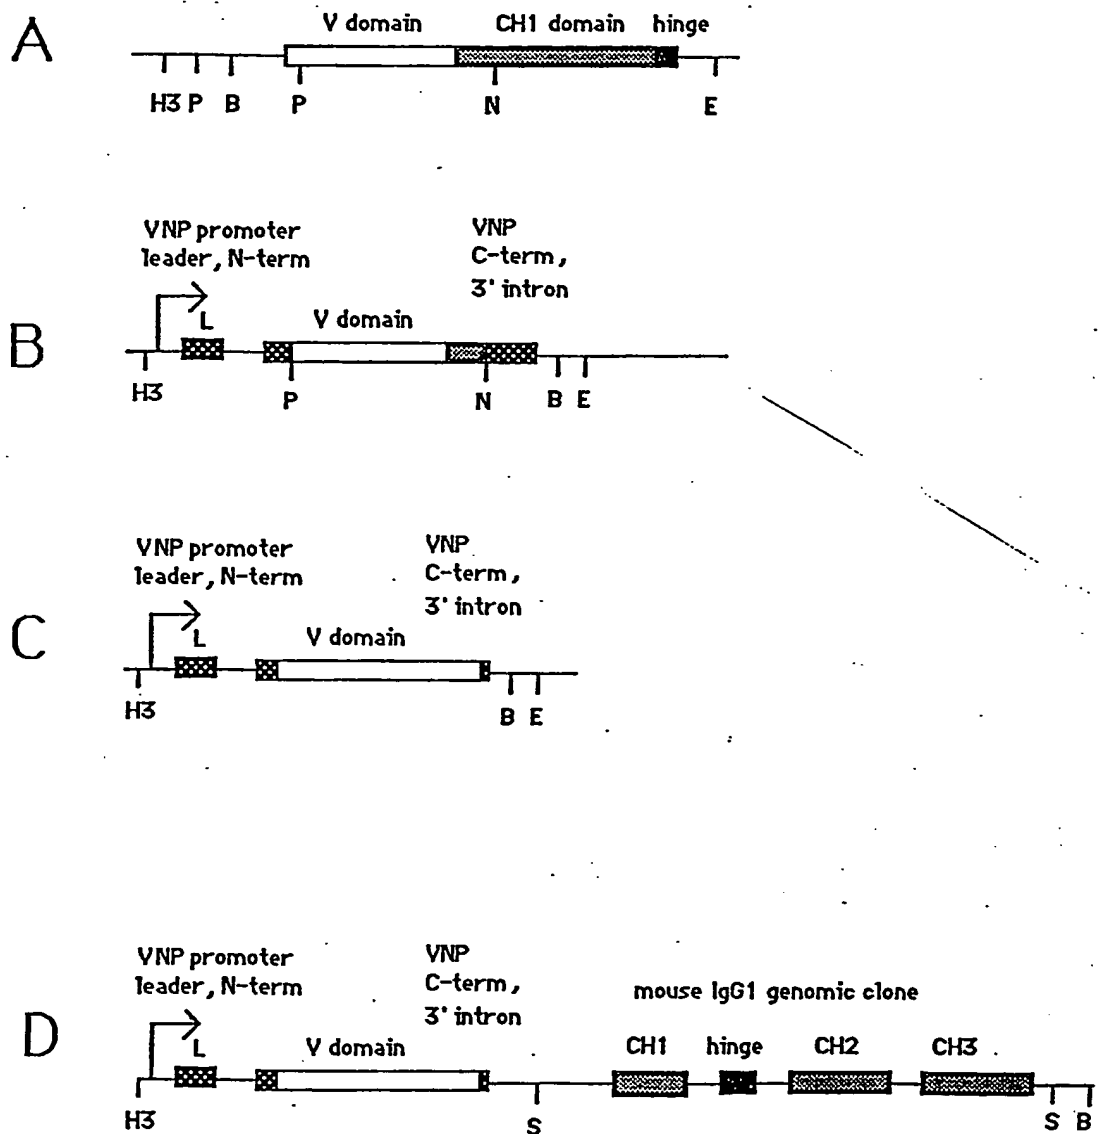 A
V domain CH1 domain hinge
H3 P B P N E
B
VNP promoter
leader, N-term
VNP
C-term,
3' intron
L
V domain
H3 P N B E
C
VNP promoter
leader, N-term
VNP
C-term,
3' intron
L
V domain
H3 B E
D
VNP promoter
leader, N-term
VNP
C-term,
3' intron
mouse IgG1 genomic clone
L
V domain
CH1 hinge CH2 CH3
H3 S S B